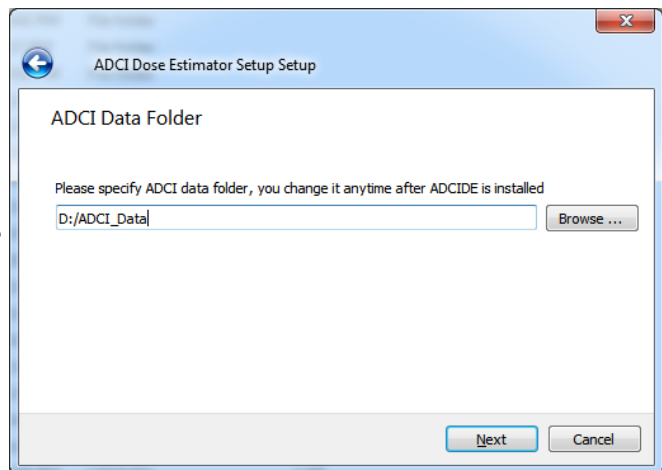 ADCI Dose Estimator Setup Setup
ADCI Data Folder
Please specify ADCI data folder, you change it anytime after ADCIDE is installed
D:/ADCI_Data
Browse ...
Next
Cancel